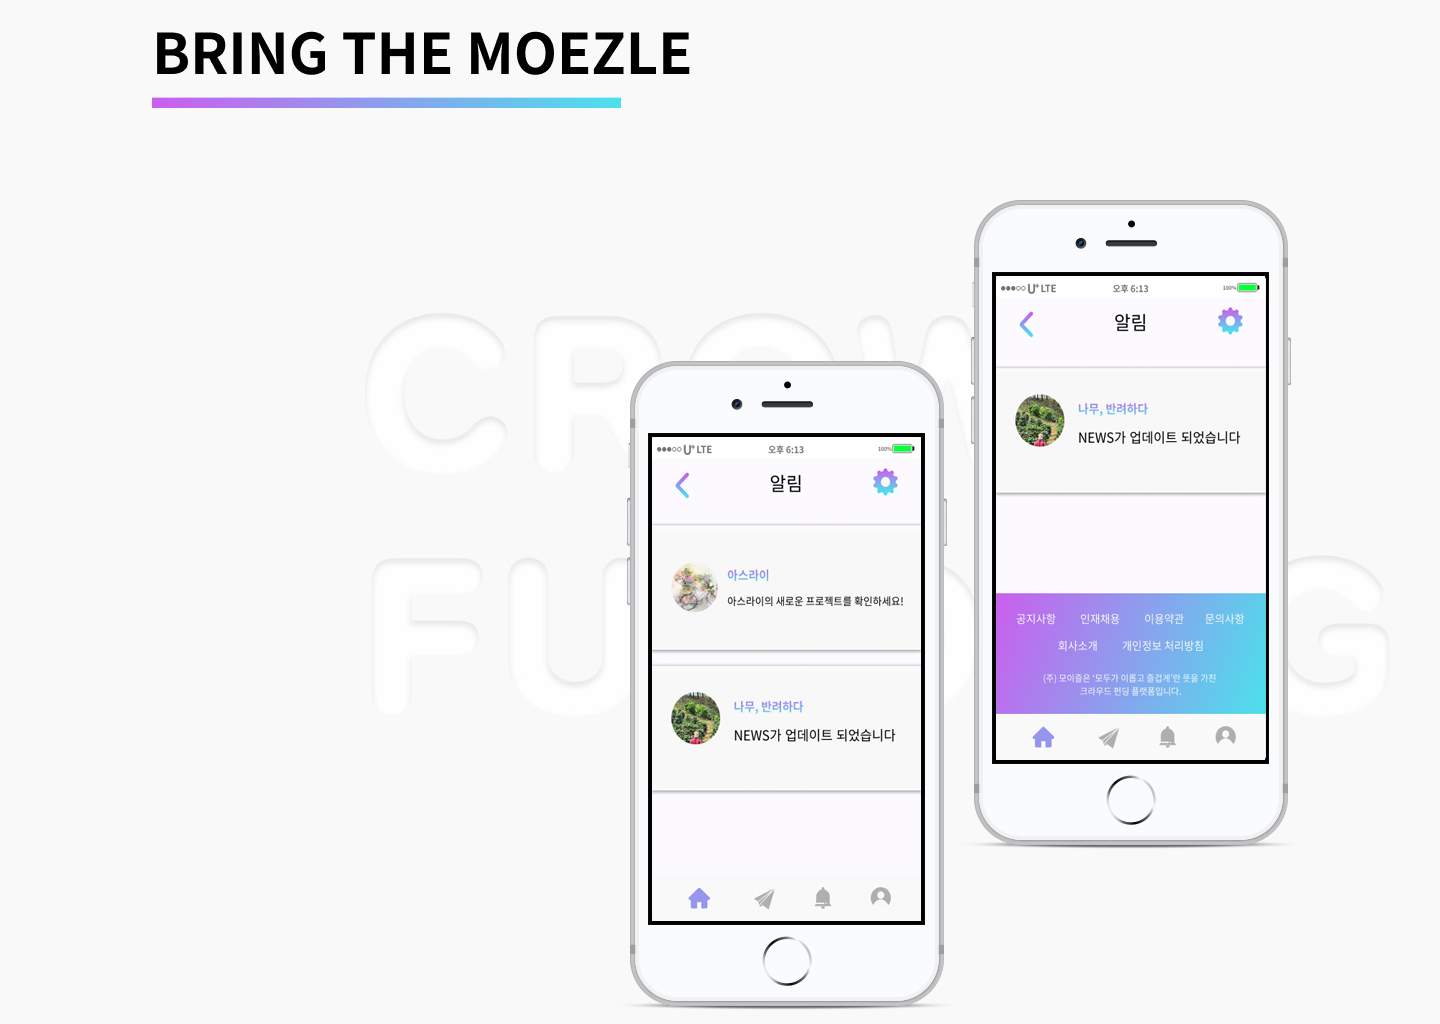 BRING THE MOEZLE
CROW
FU
G
U+ LTE 오후 6:13 100%
알림
아스라이
아스라이의 새로운 프로젝트를 확인하세요!
나무, 반려하다
NEWS가 업데이트 되었습니다
U+ LTE 오후 6:13 100%
알림
나무, 반려하다
NEWS가 업데이트 되었습니다
공지사항 인재채용 이용약관 문의사항
회사소개 개인정보 처리방침
(주) 모이즐은 '모두가 이롭고 즐겁게'란 뜻을 가진
크라우드 펀딩 플랫폼입니다.